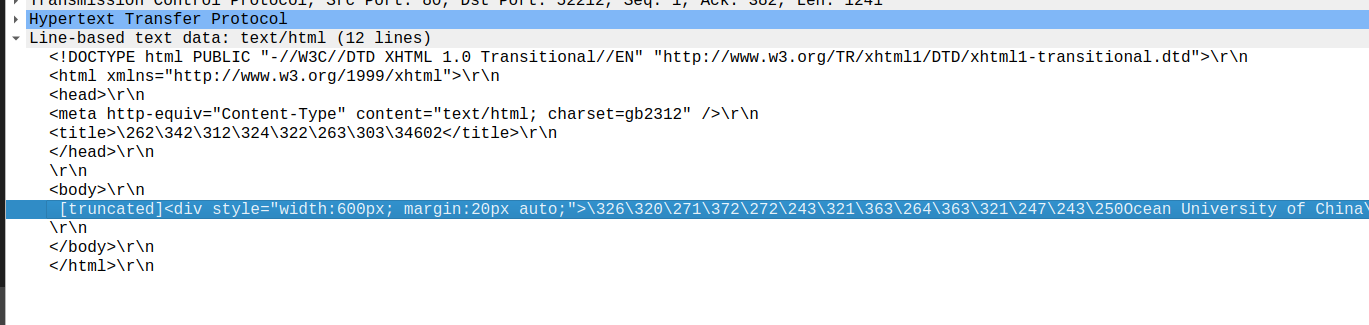 Transmission Control Protocol, Src Port: 80, Dst Port: 52212, Seq: 1, Ack: 382, Len: 1241
Hypertext Transfer Protocol
Line-based text data: text/html (12 lines)
<!DOCTYPE html PUBLIC "-//W3C//DTD XHTML 1.0 Transitional//EN" "http://www.w3.org/TR/xhtml1/DTD/xhtml1-transitional.dtd">\r\n
<html xmlns="http://www.w3.org/1999/xhtml">\r\n
<head>\r\n
<meta http-equiv="Content-Type" content="text/html; charset=gb2312" />\r\n
<title>\262\342\312\324\322\263\303\34602</title>\r\n
</head>\r\n
\r\n
<body>\r\n
[truncated]<div style="width:600px; margin:20px auto;">\326\320\271\372\272\243\321\363\264\363\321\247\243\250Ocean University of China\
\r\n
</body>\r\n
</html>\r\n